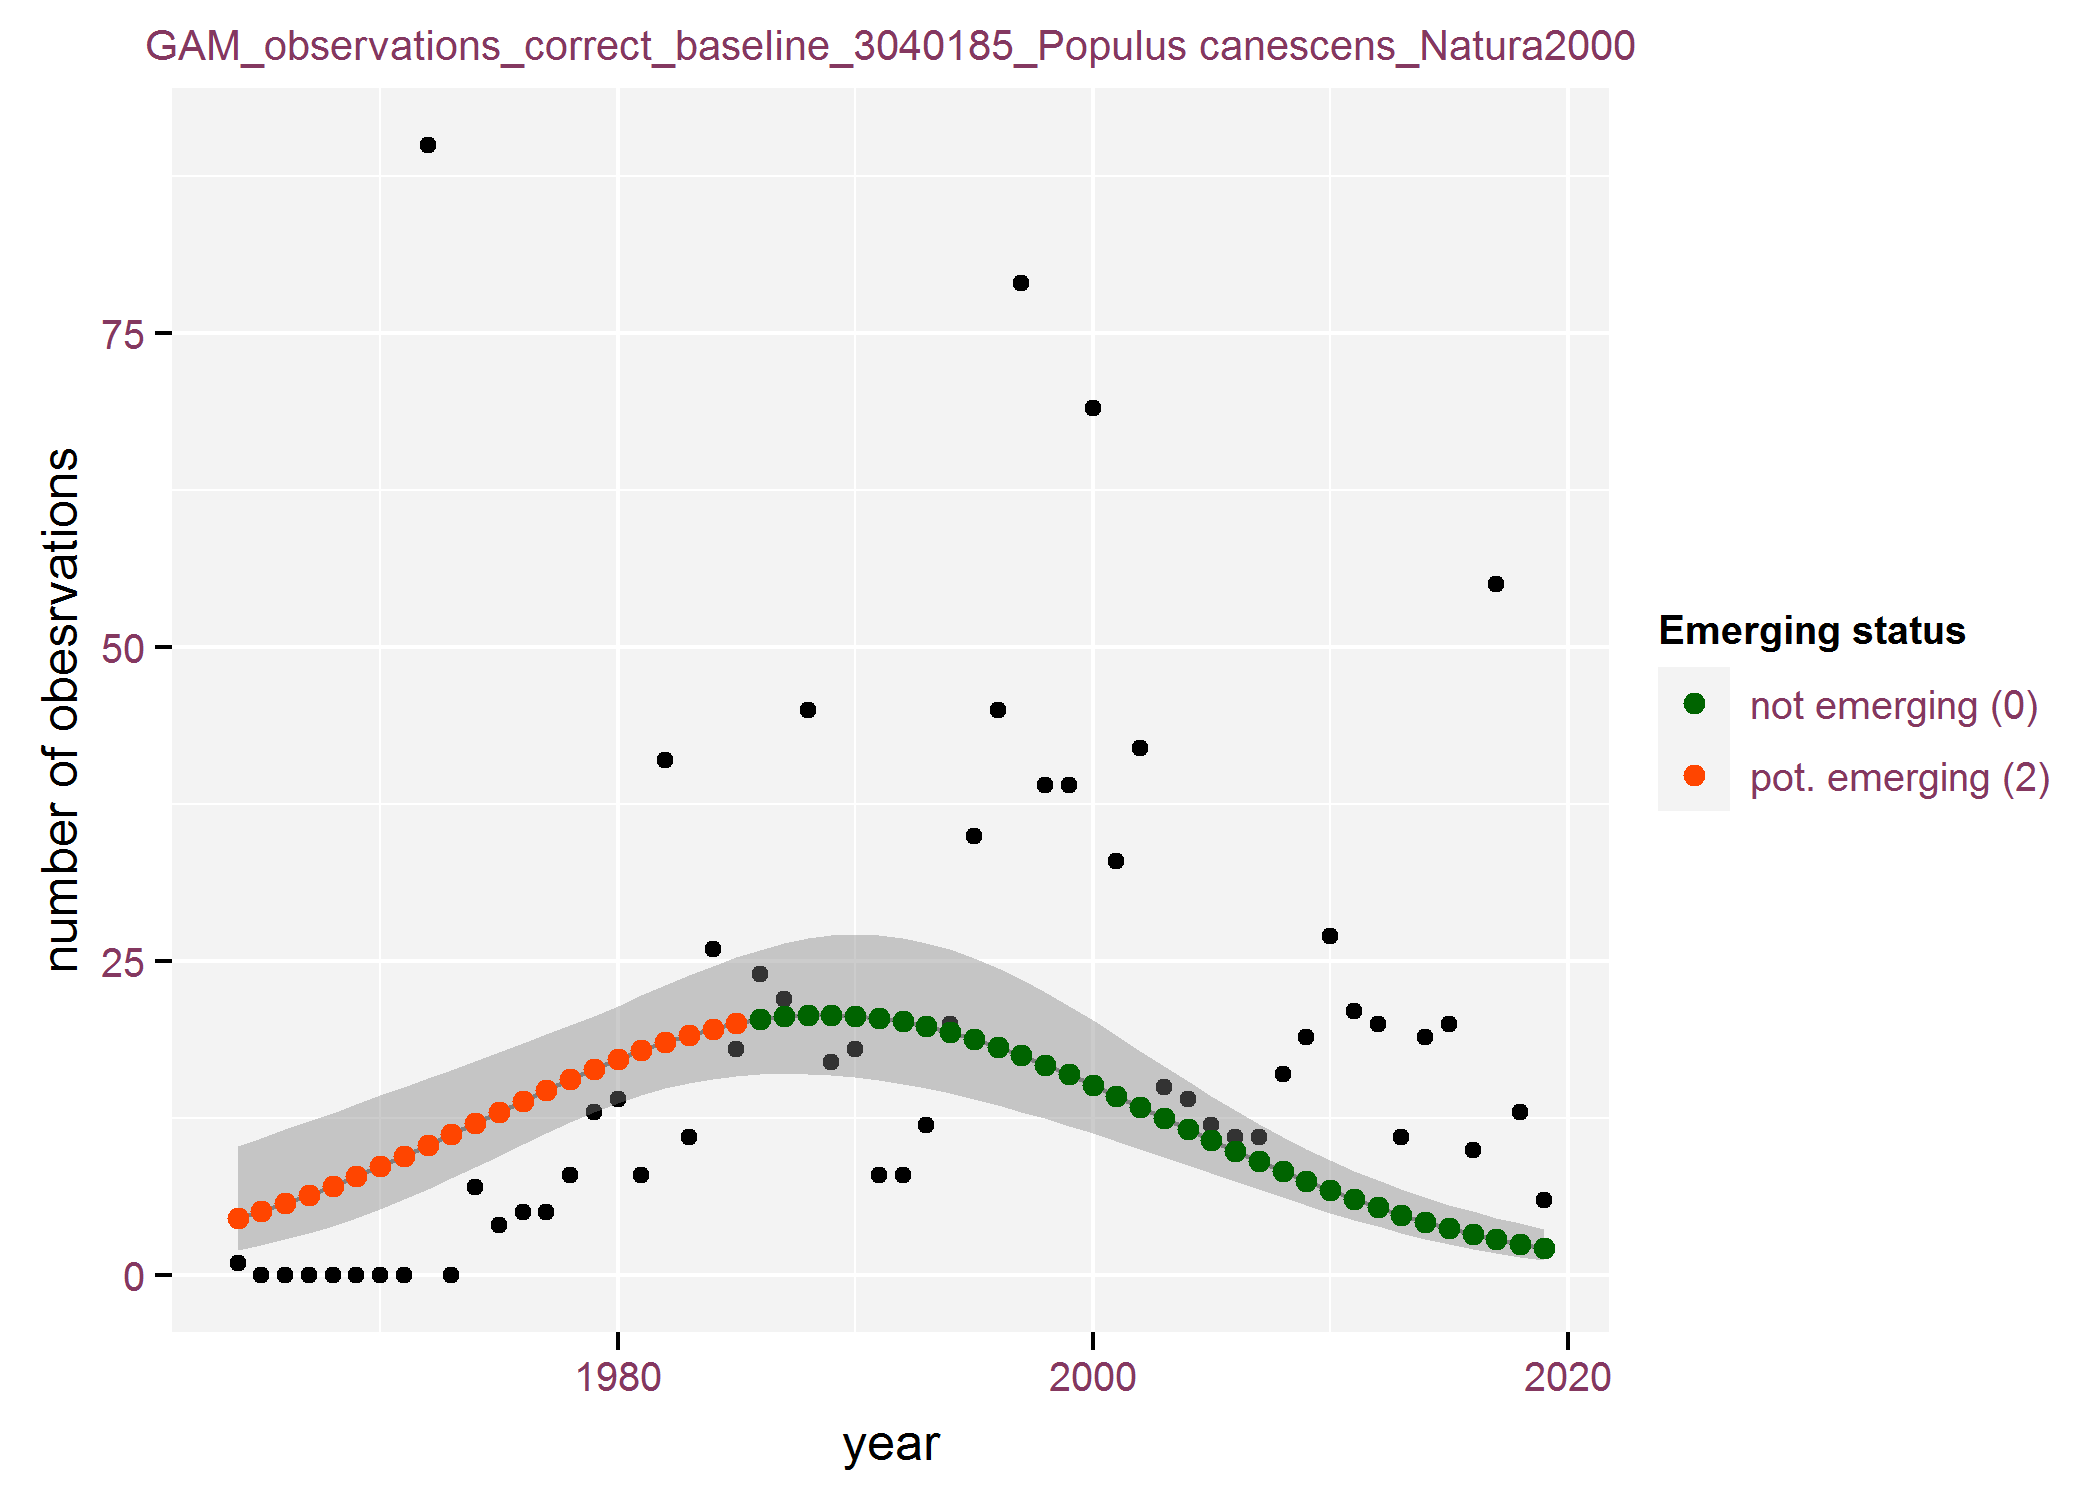 GAM_observations_correct_baseline_3040185_Populus canescens_Natura2000
number of obesrvations
75
50
25
0
1980
2000
2020
year
Emerging status
not emerging (0)
pot. emerging (2)